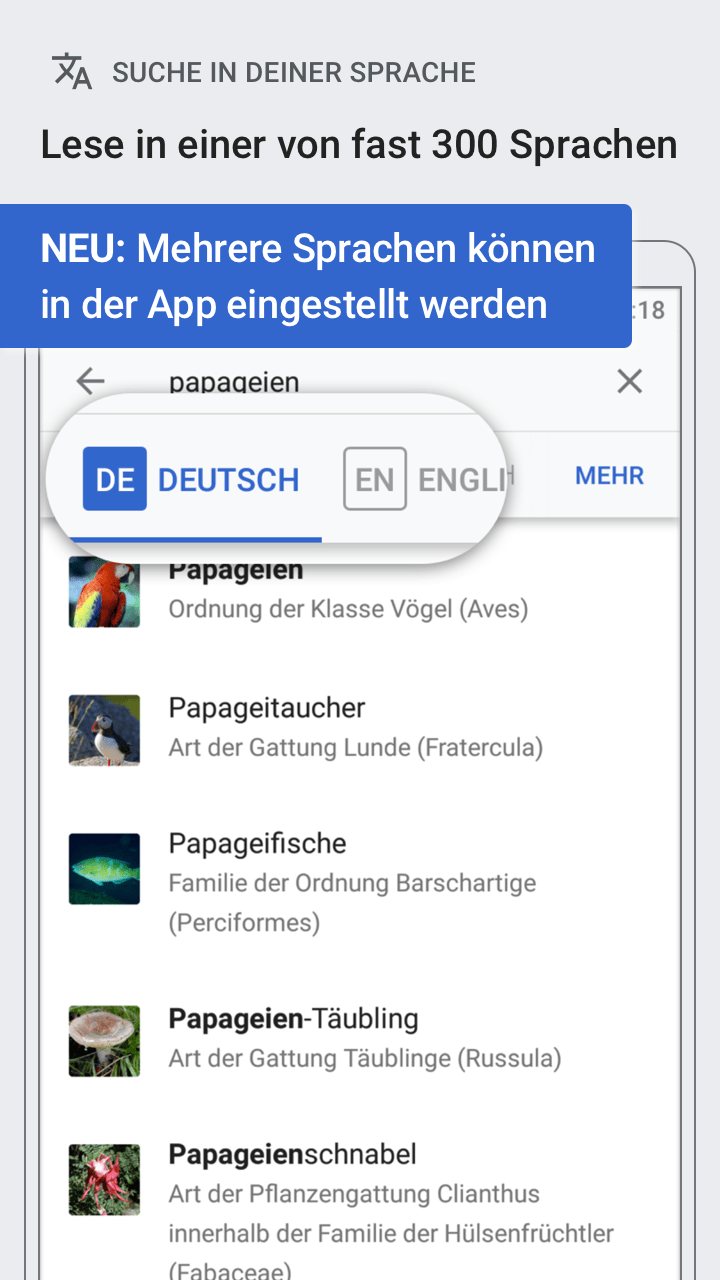 SUCHE IN DEINER SPRACHE
Lese in einer von fast 300 Sprachen
NEU: Mehrere Sprachen können
in der App eingestellt werden
:18
papageien
DE DEUTSCH EN ENGLI H MEHR
Papageien
Ordnung der Klasse Vögel (Aves)
Papageitaucher
Art der Gattung Lunde (Fratercula)
Papageifische
Familie der Ordnung Barschartige
(Perciformes)
Papageien-Täubling
Art der Gattung Täublinge (Russula)
Papageienschnabel
Art der Pflanzengattung Clianthus
innerhalb der Familie der Hülsenfrüchtler
(Fabaceae)